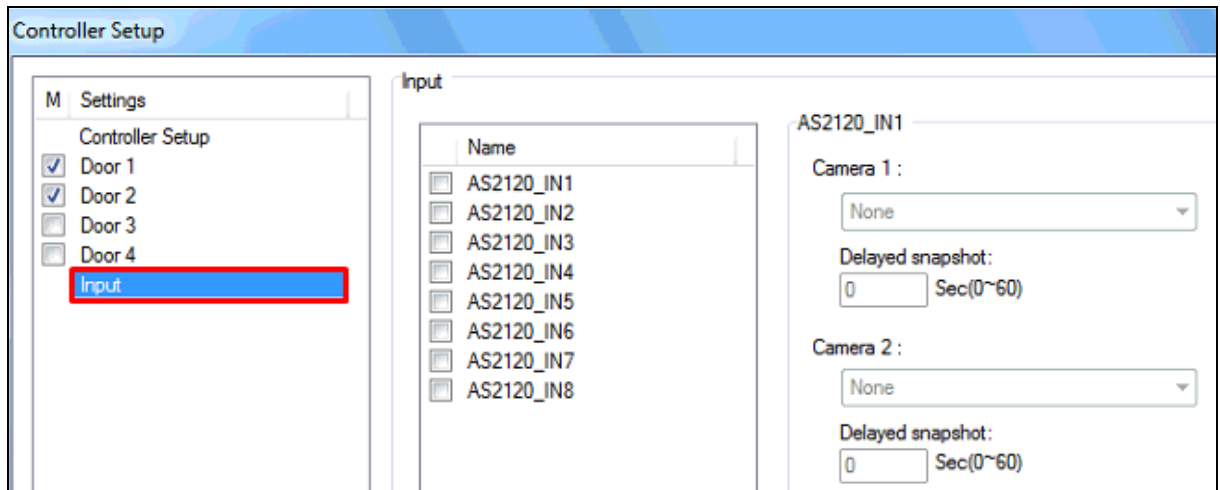 Controller Setup
M Settings
Controller Setup
Door 1
Door 2
Door 3
Door 4
Input
Input
Name
AS2120_IN1
AS2120_IN2
AS2120_IN3
AS2120_IN4
AS2120_IN5
AS2120_IN6
AS2120_IN7
AS2120_IN8
AS2120_IN1
Camera 1 :
None
Delayed snapshot:
0 Sec(0~60)
Camera 2 :
None
Delayed snapshot:
0 Sec(0~60)